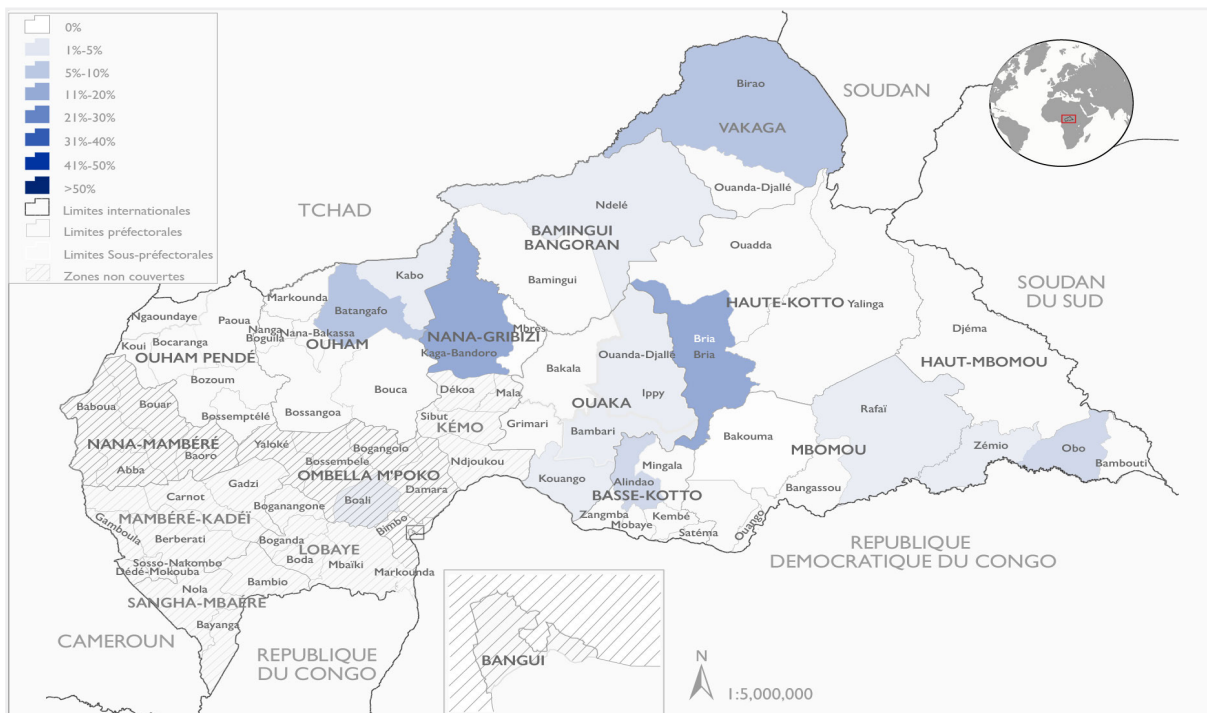 0%
1%-5%
5%-10%
11%-20%
21%-30%
31%-40%
41%-50%
>50%
Limites internationales
Limites préfectorales
Limites Sous-préfectorales
Zones non couvertes
TCHAD
SOUDAN
SOUDAN
DU SUD
REPUBLIQUE
DEMOCRATIQUE DU CONGO
REPUBLIQUE
DU CONGO
CAMEROUN
Birao
VAKAGA
Ouanda-Djallé
Ndelé
BAMINGUI
BANGORAN
Bamingui
Ouadda
HAUTE-KOTTO
Yalinga
Bria
Bria
Djéma
HAUT-MBOMOU
Kabo
Markounda
Batangafo
Ngaoundaye
Paoua
Nanga
Boguila
Nana-Bakassa
OUHAM
Koui
Bocaranga
OUHAM PENDÉ
Bozoum
NANA-GRIBIZI
Mbrès
Kaga-Bandoro
Bouca
Bossangoa
Bossemptélé
Dékoa
Mala
Bakala
Ouanda-Djallé
Ippy
OUAKA
Bambari
Grimari
Sibut
KÉMO
Ndjoukou
Kouango
Baboua
Bouar
NANA-MAMBÉRÉ
Baoro
Abba
Yaloké
Bogangolo
Bossembele
OMBELLA M'POKO
Damara
Boali
Bimbo
Gadzi
Carnot
Boganangone
MAMBÉRÉ-KADÉÏ
Gamboula
Berberati
Boganda
LOBAYE
Boda
Mbaïki
Markounda
Sosso-Nakombo
Dédé-Mokouba
Bambio
Nola
SANGHA-MBAÉRÉ
Bayanga
Mingala
Alindao
BASSE-KOTTO
Zangmba
Kembé
Mobaye
Satéma
Bakouma
MBOMOU
Bangassou
Ouango
Rafaï
Zémio
Obo
Bambouti
BANGUI
N
1:5,000,000